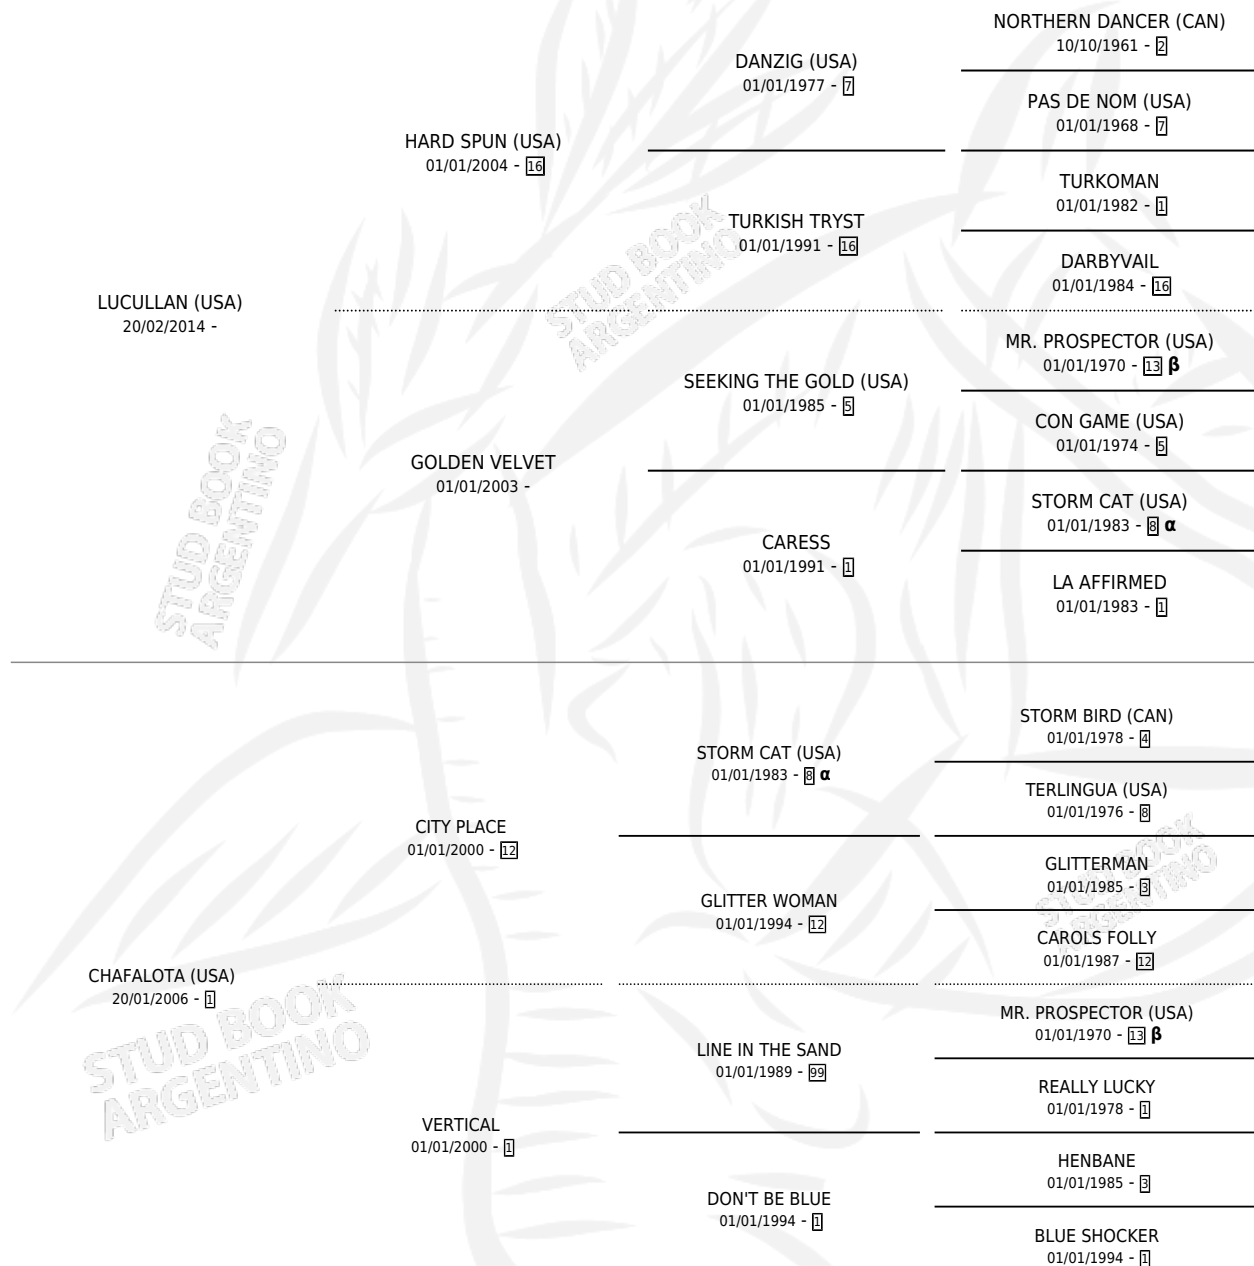 NORTHERN DANCER (CAN)
10/10/1961 - 2
DANZIG (USA)
01/01/1977 - 7
PAS DE NOM (USA)
01/01/1968 - 7
HARD SPUN (USA)
01/01/2004 - 16
TURKOMAN
01/01/1982 - 1
TURKISH TRYST
01/01/1991 - 16
DARBYVAIL
01/01/1984 - 16
LUCULLAN (USA)
20/02/2014 -
MR. PROSPECTOR (USA)
01/01/1970 - 13 β
SEEKING THE GOLD (USA)
01/01/1985 - 5
CON GAME (USA)
01/01/1974 - 5
GOLDEN VELVET
01/01/2003 -
STORM CAT (USA)
01/01/1983 - 8 α
CARESS
01/01/1991 - 1
LA AFFIRMED
01/01/1983 - 1
STORM BIRD (CAN)
01/01/1978 - 4
STORM CAT (USA)
01/01/1983 - 8 α
TERLINGUA (USA)
01/01/1976 - 8
CITY PLACE
01/01/2000 - 12
GLITTERMAN
01/01/1985 - 3
GLITTER WOMAN
01/01/1994 - 12
CAROLS FOLLY
01/01/1987 - 12
CHAFALOTA (USA)
20/01/2006 - 1
MR. PROSPECTOR (USA)
01/01/1970 - 13 β
LINE IN THE SAND
01/01/1989 - 99
REALLY LUCKY
01/01/1978 - 1
VERTICAL
01/01/2000 - 1
HENBANE
01/01/1985 - 3
DON'T BE BLUE
01/01/1994 - 1
BLUE SHOCKER
01/01/1994 - 1
STUD BOOK
ARGENTINO
STUD BOOK
ARGENTINO
STUD BOOK
ARGENTINO
STUD BOOK
ARGENTINO